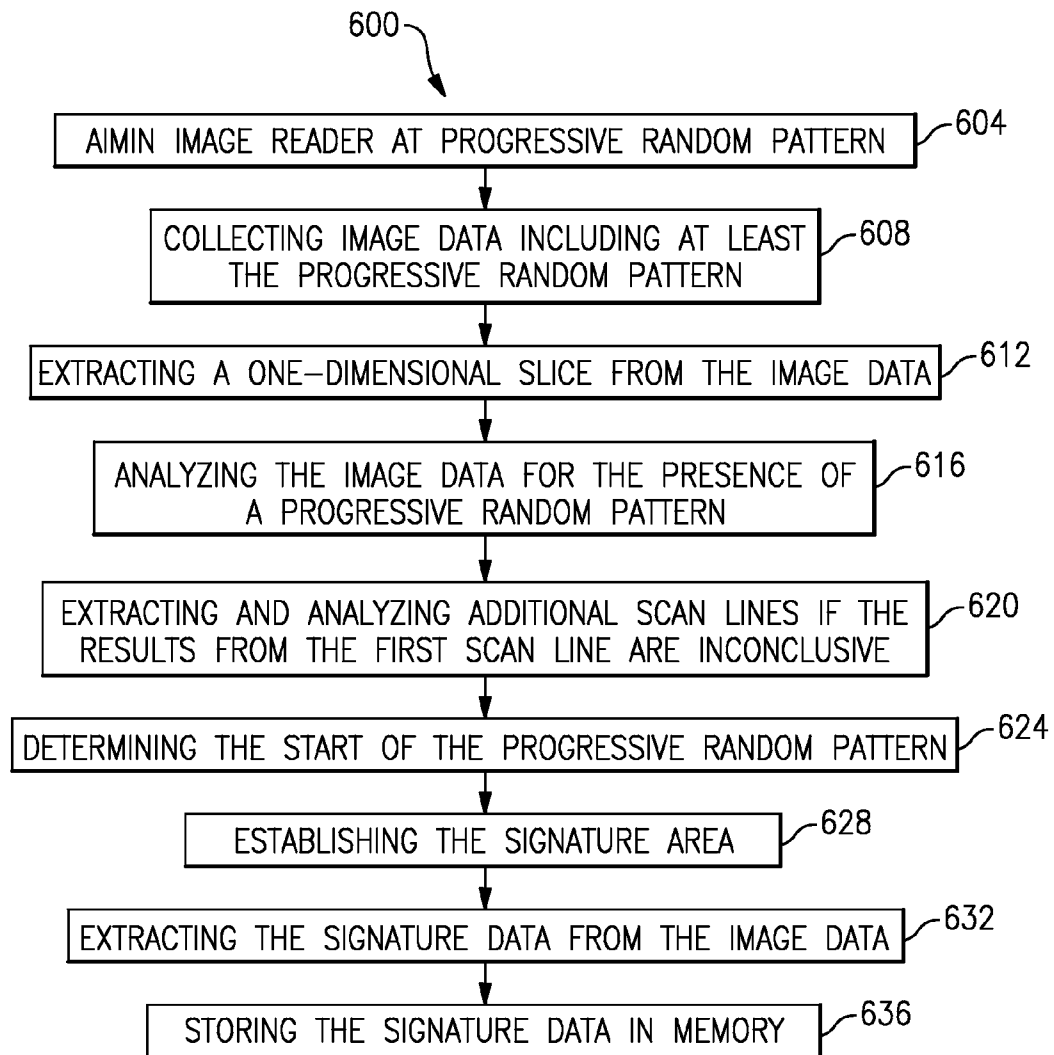 600
AIMIN IMAGE READER AT PROGRESSIVE RANDOM PATTERN
604
COLLECTING IMAGE DATA INCLUDING AT LEAST
THE PROGRESSIVE RANDOM PATTERN
608
EXTRACTING A ONE-DIMENSIONAL SLICE FROM THE IMAGE DATA
612
ANALYZING THE IMAGE DATA FOR THE PRESENCE OF
A PROGRESSIVE RANDOM PATTERN
616
EXTRACTING AND ANALYZING ADDITIONAL SCAN LINES IF THE
RESULTS FROM THE FIRST SCAN LINE ARE INCONCLUSIVE
620
DETERMINING THE START OF THE PROGRESSIVE RANDOM PATTERN
624
ESTABLISHING THE SIGNATURE AREA
628
EXTRACTING THE SIGNATURE DATA FROM THE IMAGE DATA
632
STORING THE SIGNATURE DATA IN MEMORY
636